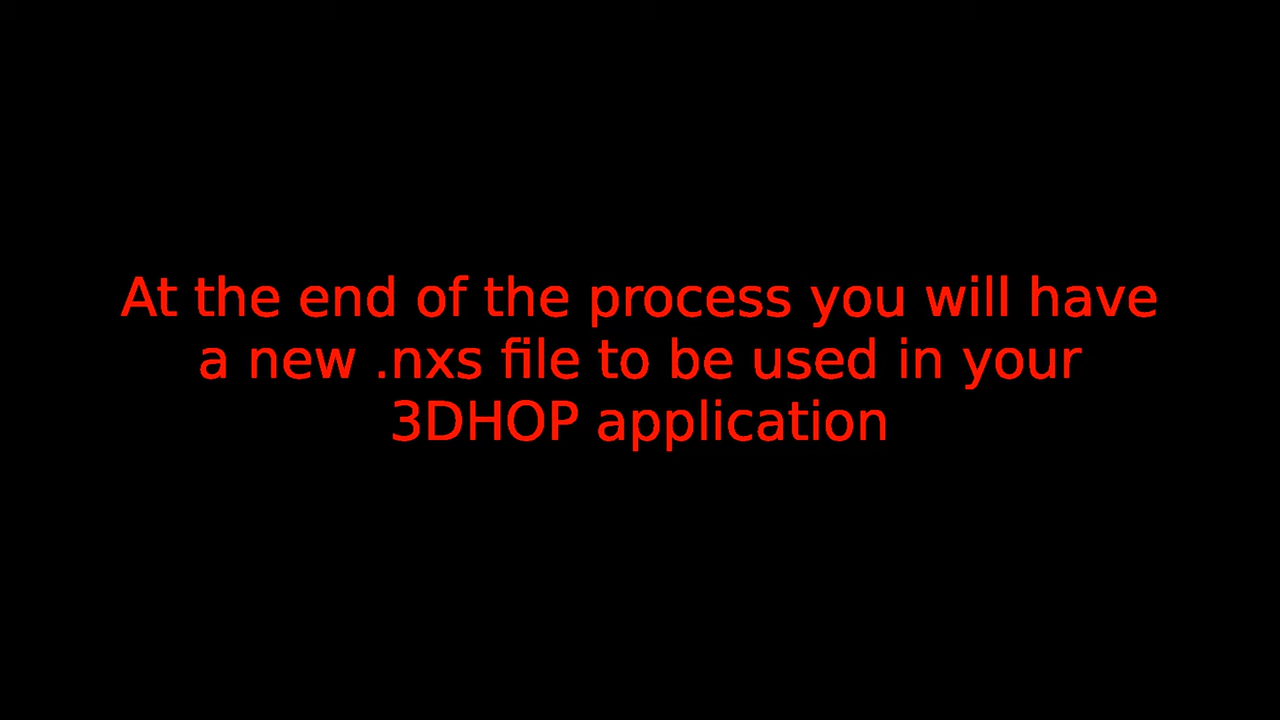 At the end of the process you will have
a new .nxs file to be used in your
3DHOP application